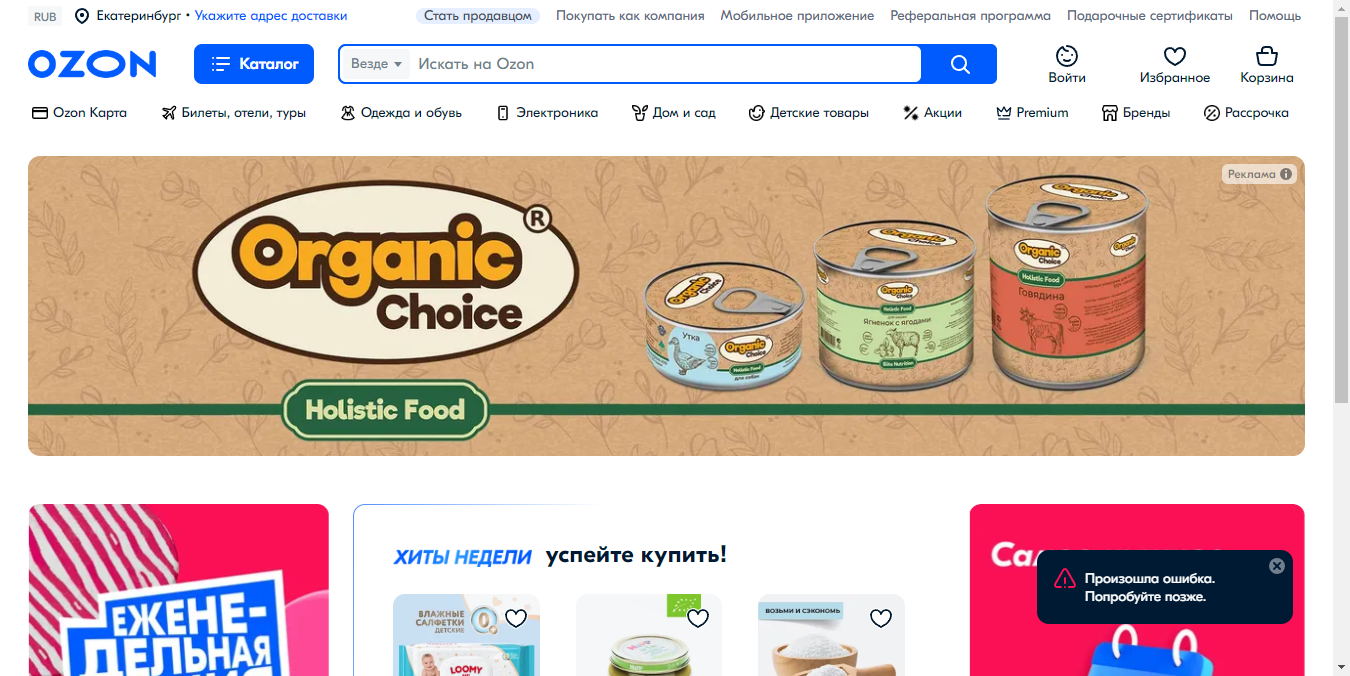 RUB
Екатеринбург • Укажите адрес доставки
Стать продавцом
Покупать как компания
Мобильное приложение
Реферальная программа
Подарочные сертификаты
Помощь
OZON
Каталог
Везде
Искать на Ozon
Войти
Избранное
Корзина
Ozon Карта
Билеты, отели, туры
Одежда и обувь
Электроника
Дом и сад
Детские товары
Акции
Premium
Бренды
Рассрочка
Реклама
Organic
Choice
®
Holistic Food
Утка
Organic
Choice
Holistic Food
для собак
Organic
Choice
Holistic Food
Ягненок с ягодами
Organic
Choice
Holistic Food
Говядина
ЕЖЕНЕ-
ДЕЛЬНАЯ
ХИТЫ НЕДЕЛИ успейте купить!
ВЛАЖНЫЕ
САЛФЕТКИ
ДЕТСКИЕ
LOOMY
ВОЗЬМИ И СЭКОНОМЬ
Произошла ошибка.
Попробуйте позже.